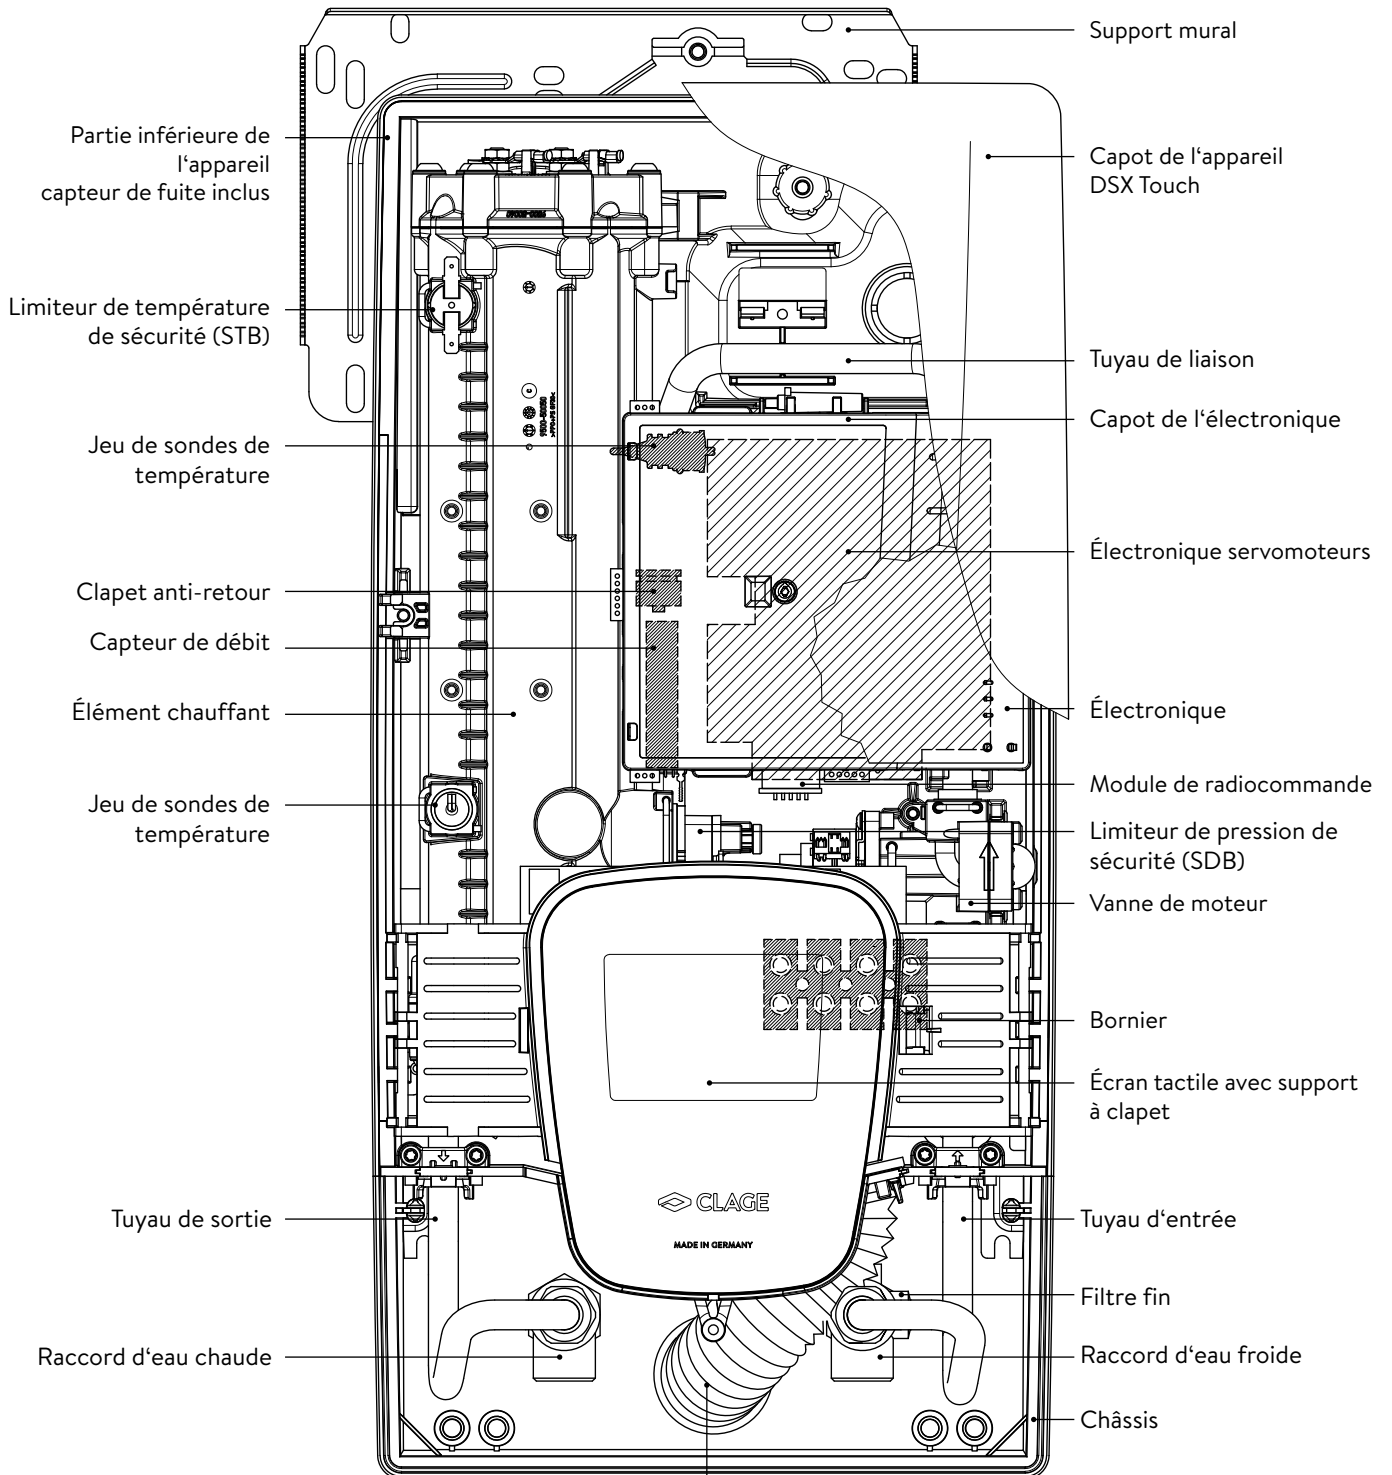 Support mural
Partie inférieure de
l‘appareil
capteur de fuite inclus
Capot de l‘appareil
DSX Touch
Limiteur de température
de sécurité (STB)
Tuyau de liaison
Capot de l‘électronique
Jeu de sondes de
température
Électronique servomoteurs
Clapet anti-retour
Capteur de débit
Élément chauffant
Électronique
Module de radiocommande
Jeu de sondes de
température
Limiteur de pression de
sécurité (SDB)
Vanne de moteur
Bornier
Écran tactile avec support
à clapet
CLAGE
MADE IN GERMANY
Tuyau de sortie
Tuyau d‘entrée
Filtre fin
Raccord d‘eau chaude
Raccord d‘eau froide
Châssis